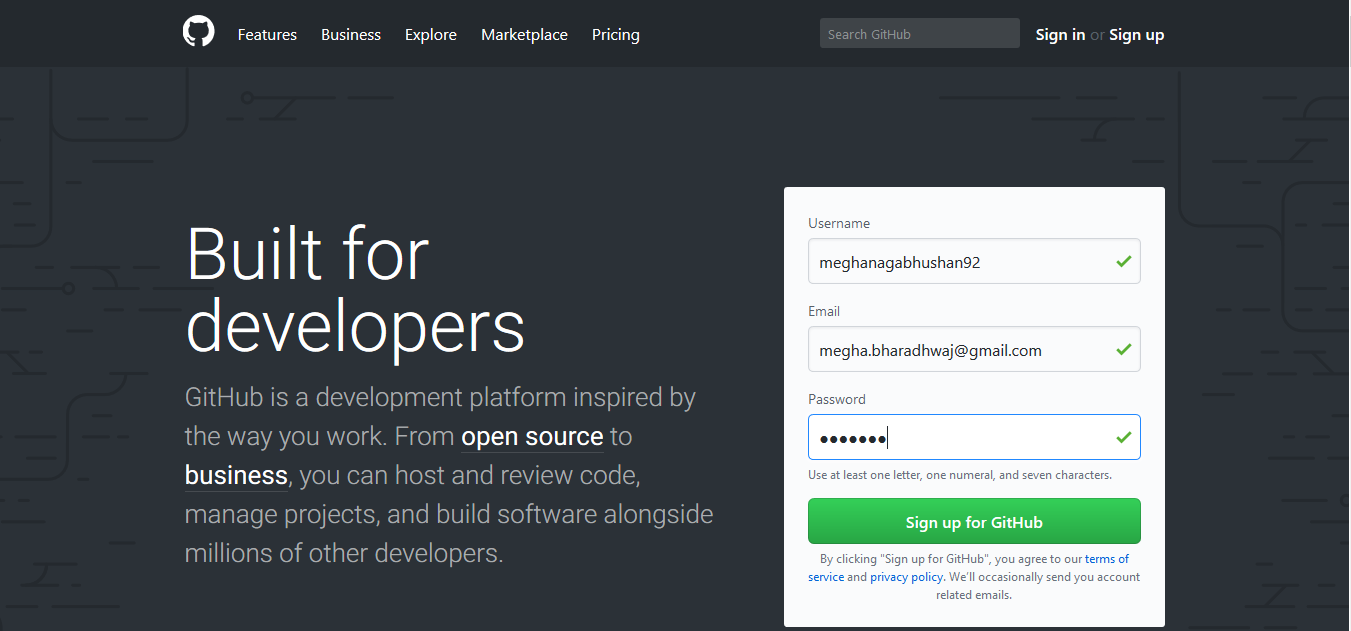 Features Business Explore Marketplace Pricing Search GitHub Sign in or Sign up
Built for
developers
GitHub is a development platform inspired by
the way you work. From open source to
business, you can host and review code,
manage projects, and build software alongside
millions of other developers.
Username
meghanagabhushan92
Email
megha.bharadhwaj@gmail.com
Password
•••••••
Use at least one letter, one numeral, and seven characters.
Sign up for GitHub
By clicking "Sign up for GitHub", you agree to our terms of
service and privacy policy. We'll occasionally send you account
related emails.